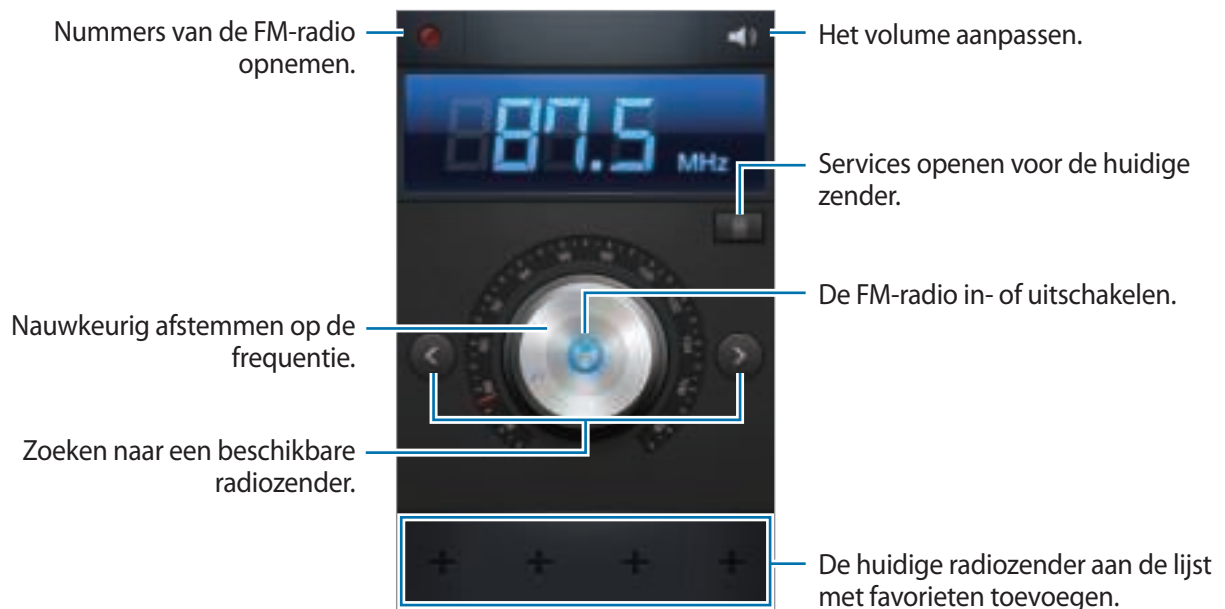 Nummers van de FM-radio
opnemen.
Het volume aanpassen.
87.5
MHz
Services openen voor de huidige
zender.
De FM-radio in- of uitschakelen.
Nauwkeurig afstemmen op de
frequentie.
Zoeken naar een beschikbare
radiozender.
De huidige radiozender aan de lijst
met favorieten toevoegen.